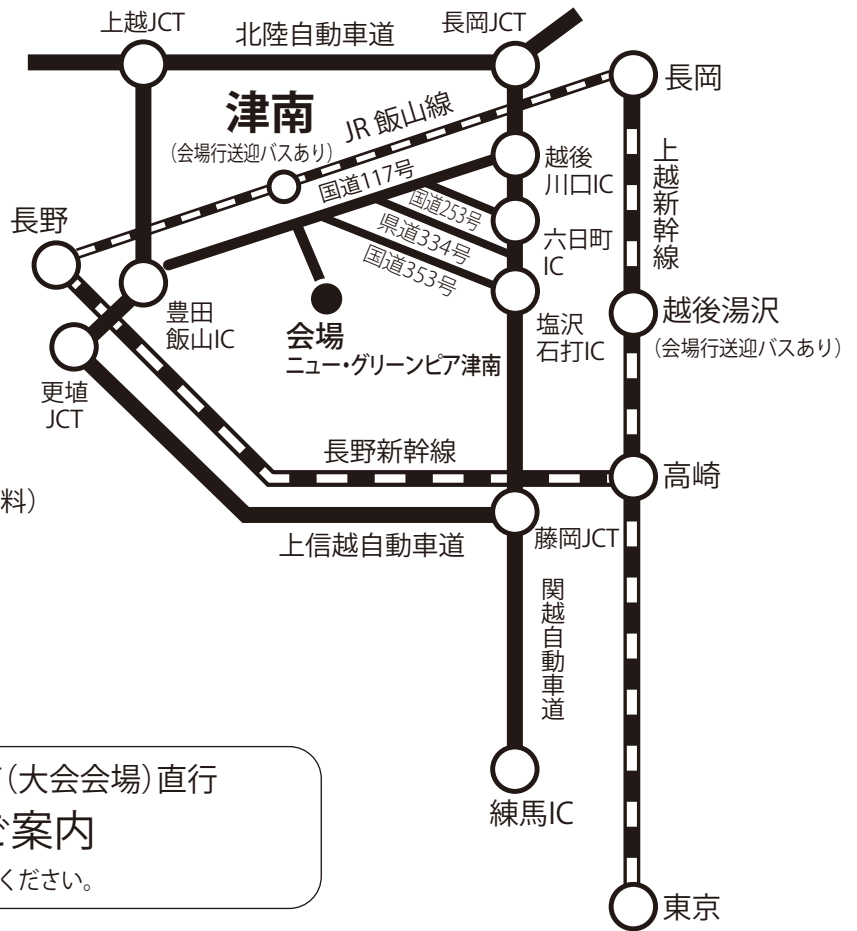 上越JCT
北陸自動車道
長岡JCT
長岡
津南
(会場行送迎バスあり)
JR 飯山線
越後
川口IC
上越新幹線
国道117号
国道253号
県道334号
国道353号
六日町
IC
長野
豊田
飯山IC
会場
ニュー・グリーンピア津南
塩沢
石打IC
越後湯沢
(会場行送迎バスあり)
更埴
JCT
長野新幹線
高崎
料)
上信越自動車道
藤岡JCT
関越自動車道
(大会会場)直行
ご案内
ください。
練馬IC
東京